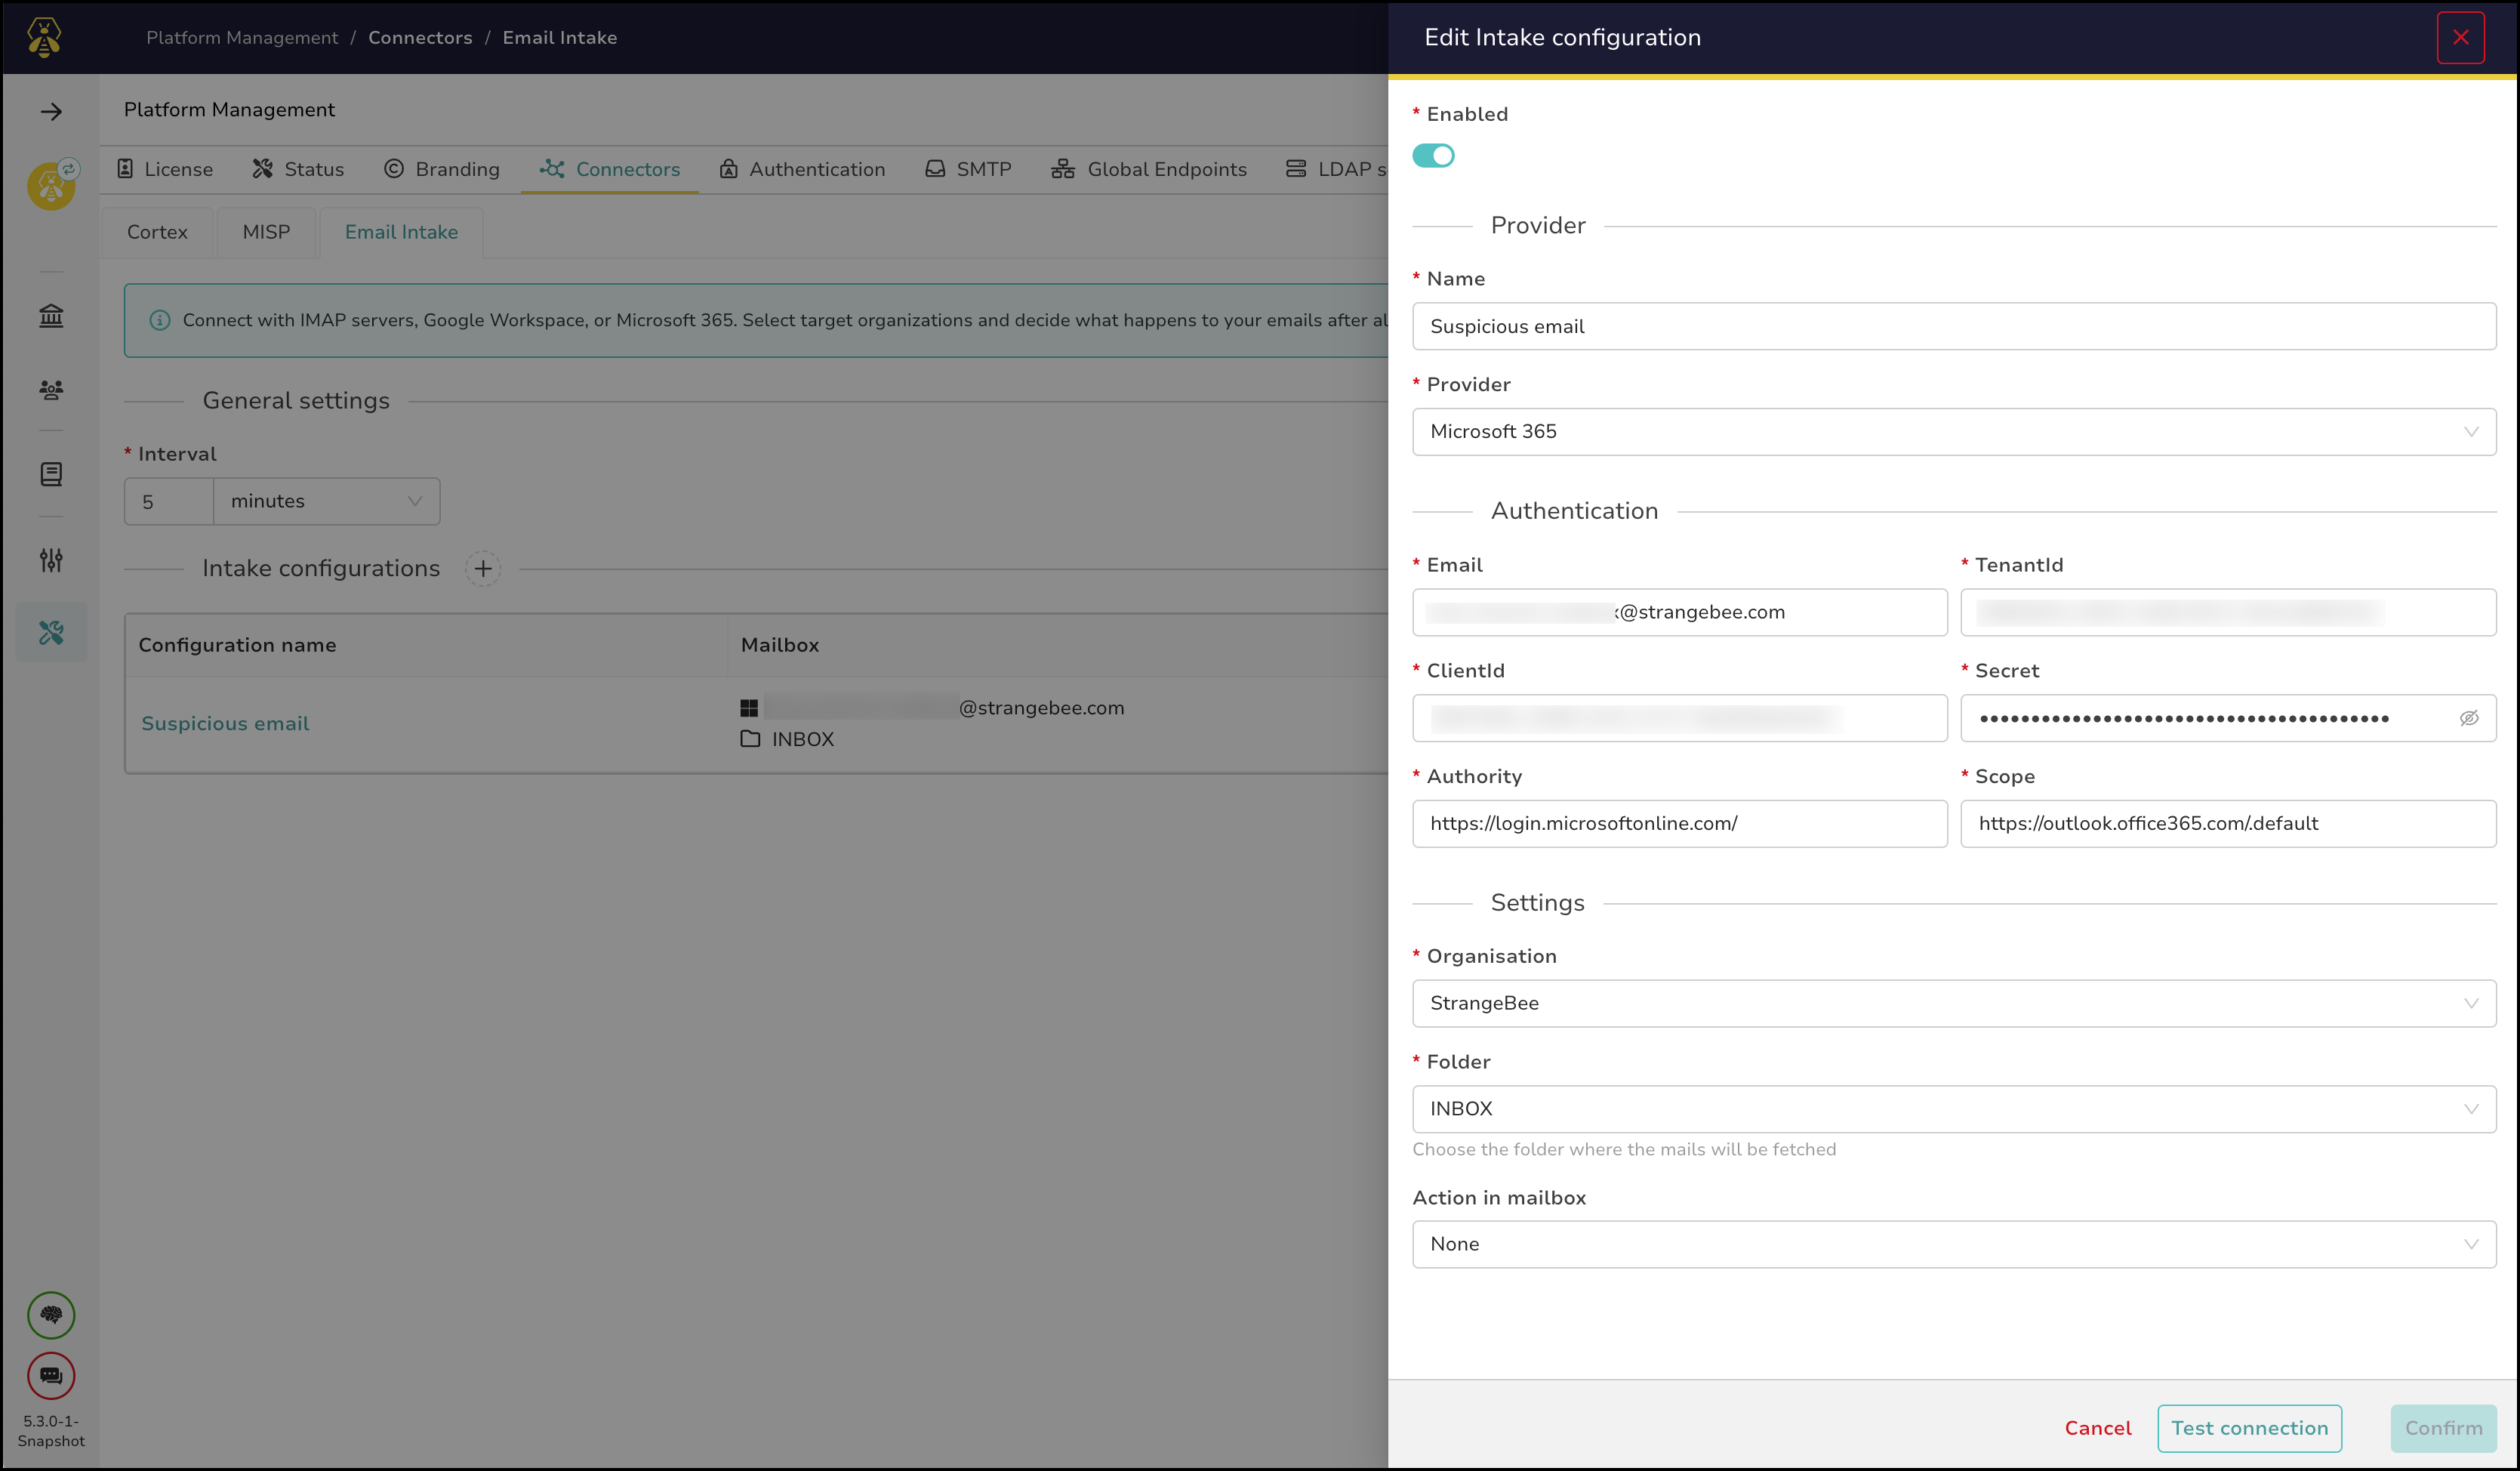 Platform Management / Connectors / Email Intake
Platform Management
License Status Branding Connectors Authentication SMTP Global Endpoints LDAP s
Cortex MISP Email Intake
Connect with IMAP servers, Google Workspace, or Microsoft 365. Select target organizations and decide what happens to your emails after al
General settings
* Interval
5 minutes
Intake configurations
Configuration name Mailbox
Suspicious email
@strangebee.com
INBOX
5.3.0-1-
Snapshot
Edit Intake configuration
* Enabled
Provider
* Name
Suspicious email
* Provider
Microsoft 365
Authentication
* Email * TenantId
@strangebee.com
* ClientId * Secret
* Authority * Scope
https://login.microsoftonline.com/ https://outlook.office365.com/.default
Settings
* Organisation
StrangeBee
* Folder
INBOX
Choose the folder where the mails will be fetched
Action in mailbox
None
Cancel Test connection Confirm